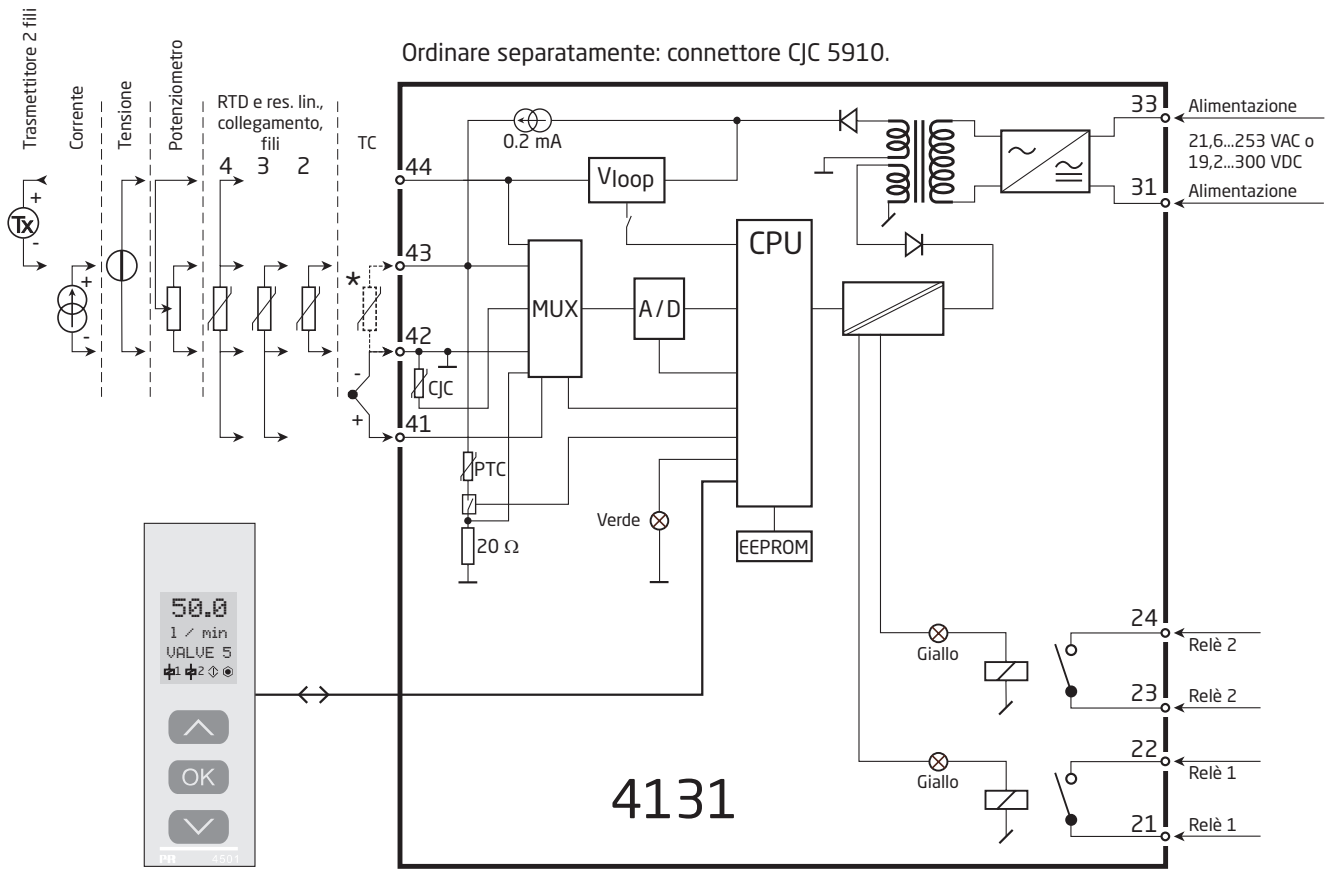 Ordinare separatamente: connettore CJC 5910.
Trasmettitore 2 fili
Corrente
Tensione
Potenziometro
RTD e res. lin.,
collegamento,
fili
4 3 2
TC
+
Tx
-
+
-
*
-
+
44
43
42
41
0.2 mA
Vloop
MUX
A/D
CPU
CJC
PTC
20 Ω
Verde
EEPROM
33
Alimentazione
21,6...253 VAC o
19,2...300 VDC
31
Alimentazione
24
Relè 2
Giallo
23
Relè 2
22
Relè 1
Giallo
21
Relè 1
4131
50.0
l / min
VALVE 5
1 2
OK
PR 4501